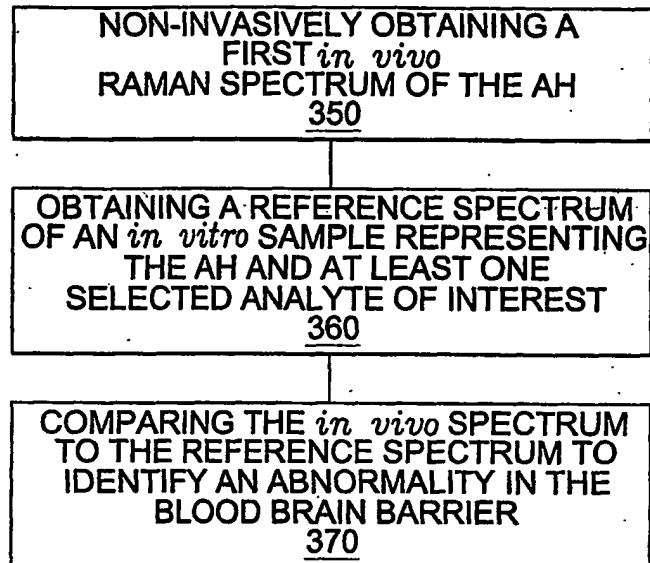 NON-INVASIVELY OBTAINING A
FIRST in vivo
RAMAN SPECTRUM OF THE AH
350
OBTAINING A REFERENCE SPECTRUM
OF AN in vitro SAMPLE REPRESENTING
THE AH AND AT LEAST ONE
SELECTED ANALYTE OF INTEREST
360
COMPARING THE in vivo SPECTRUM
TO THE REFERENCE SPECTRUM TO
IDENTIFY AN ABNORMALITY IN THE
BLOOD BRAIN BARRIER
370